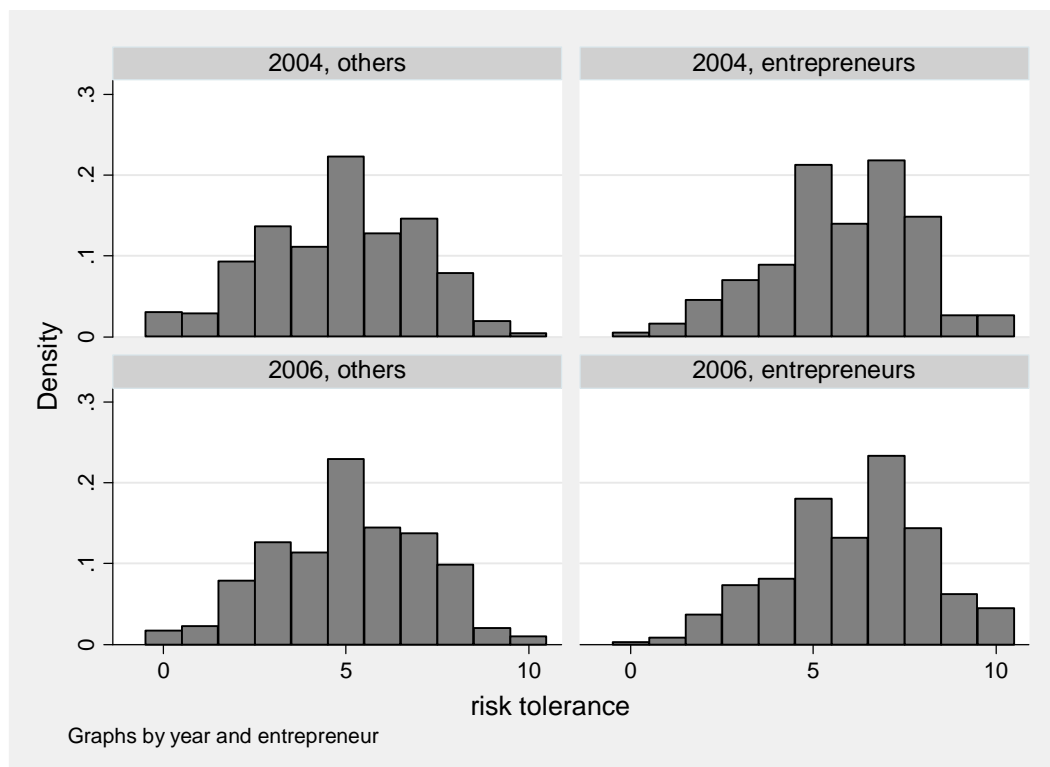 2004, others
2004, entrepreneurs
.3
.2
.1
0
2006, others
2006, entrepreneurs
.3
.2
.1
0
Density
0 5 10 0 5 10
risk tolerance
Graphs by year and entrepreneur